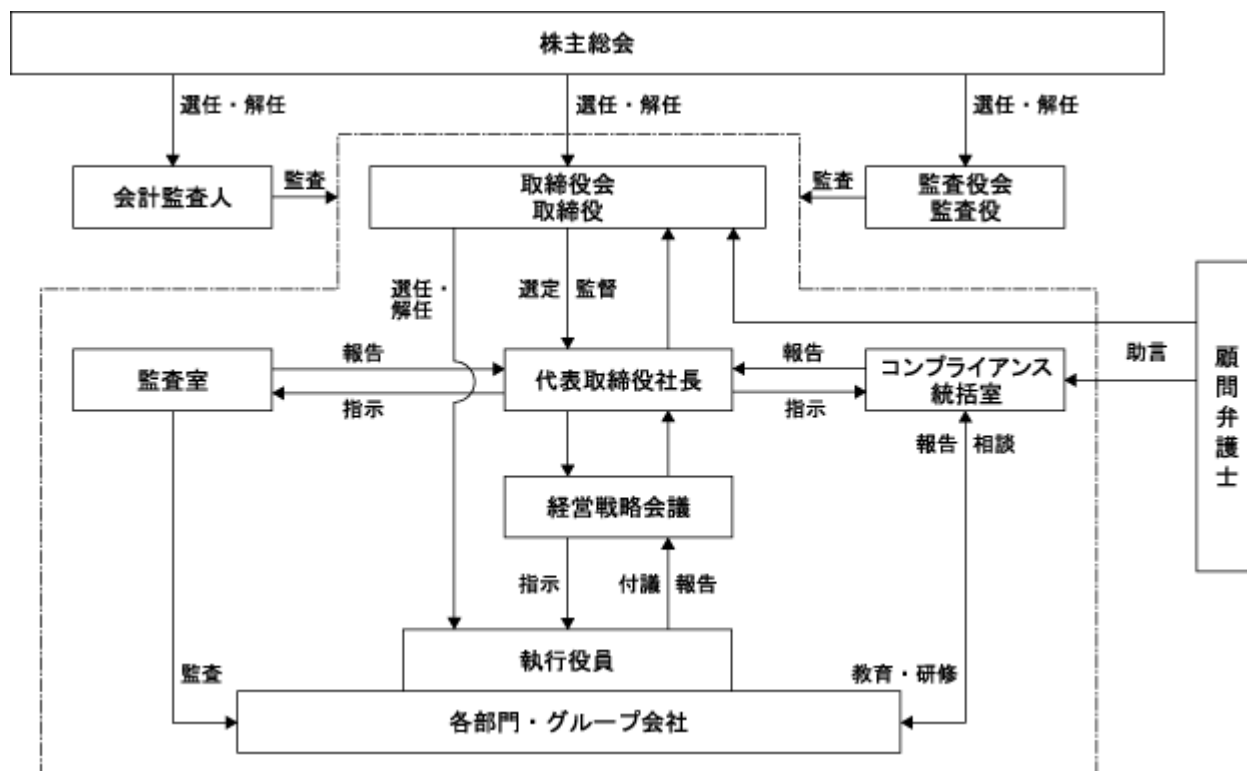 株主総会
選任・解任
選任・解任
選任・解任
会計監査人
監査
取締役会
取締役
監査
監査役会
監査役
選任・
解任
選定
監督
監査室
報告
指示
代表取締役社長
報告
指示
コンプライアンス
統括室
助言
顧問弁護士
報告
相談
経営戦略会議
指示
付議
報告
執行役員
監査
教育・研修
各部門・グループ会社